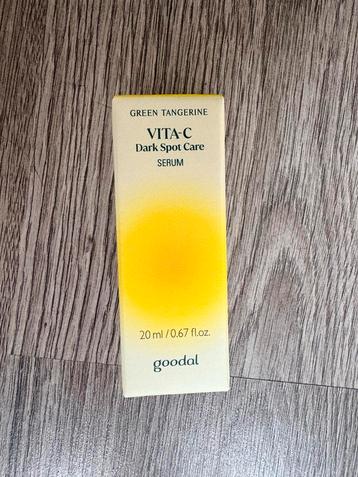 GREEN TANGERINE
VITA-C
Dark Spot Care
SERUM
20 ml / 0.67 fl.oz.
goodal